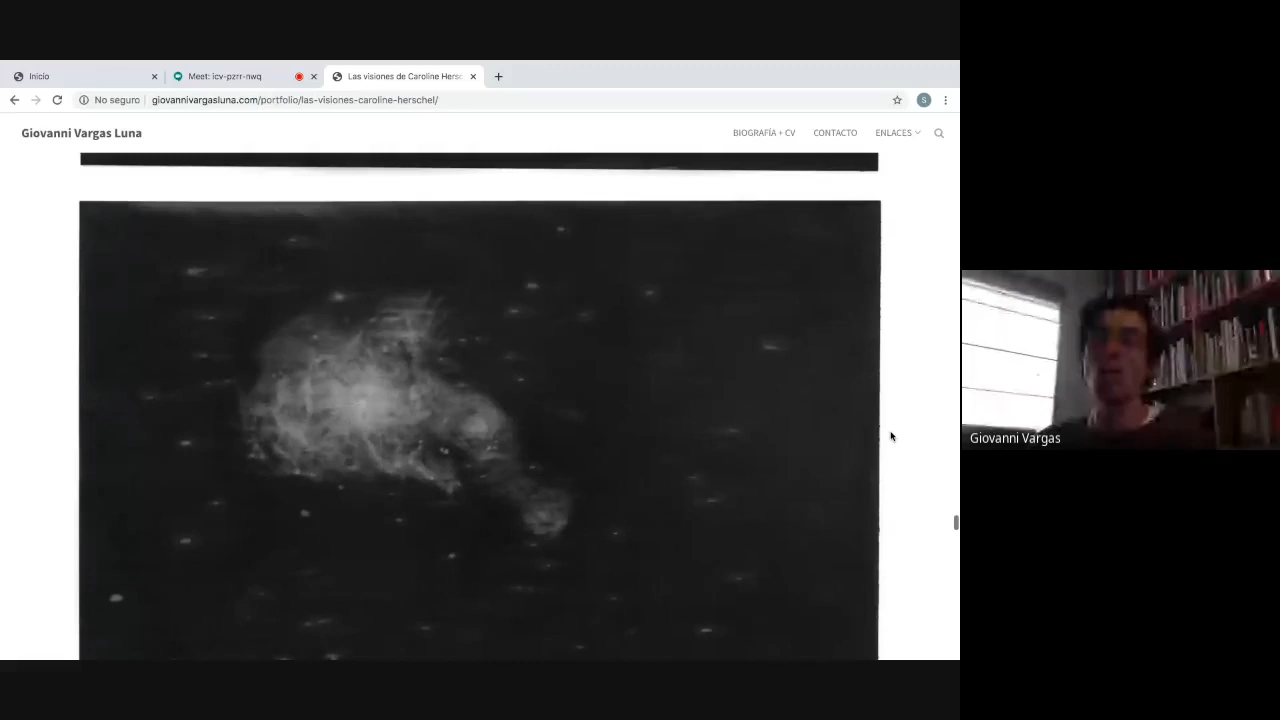 Inicio
Meet: icv-pzrr-nwq
Las visiones de Caroline Hersc
No seguro
giovannivargasluna.com/portfolio/las-visiones-caroline-herschel/
S
Giovanni Vargas Luna
BIOGRAFÍA + CV
CONTACTO
ENLACES
Giovanni Vargas